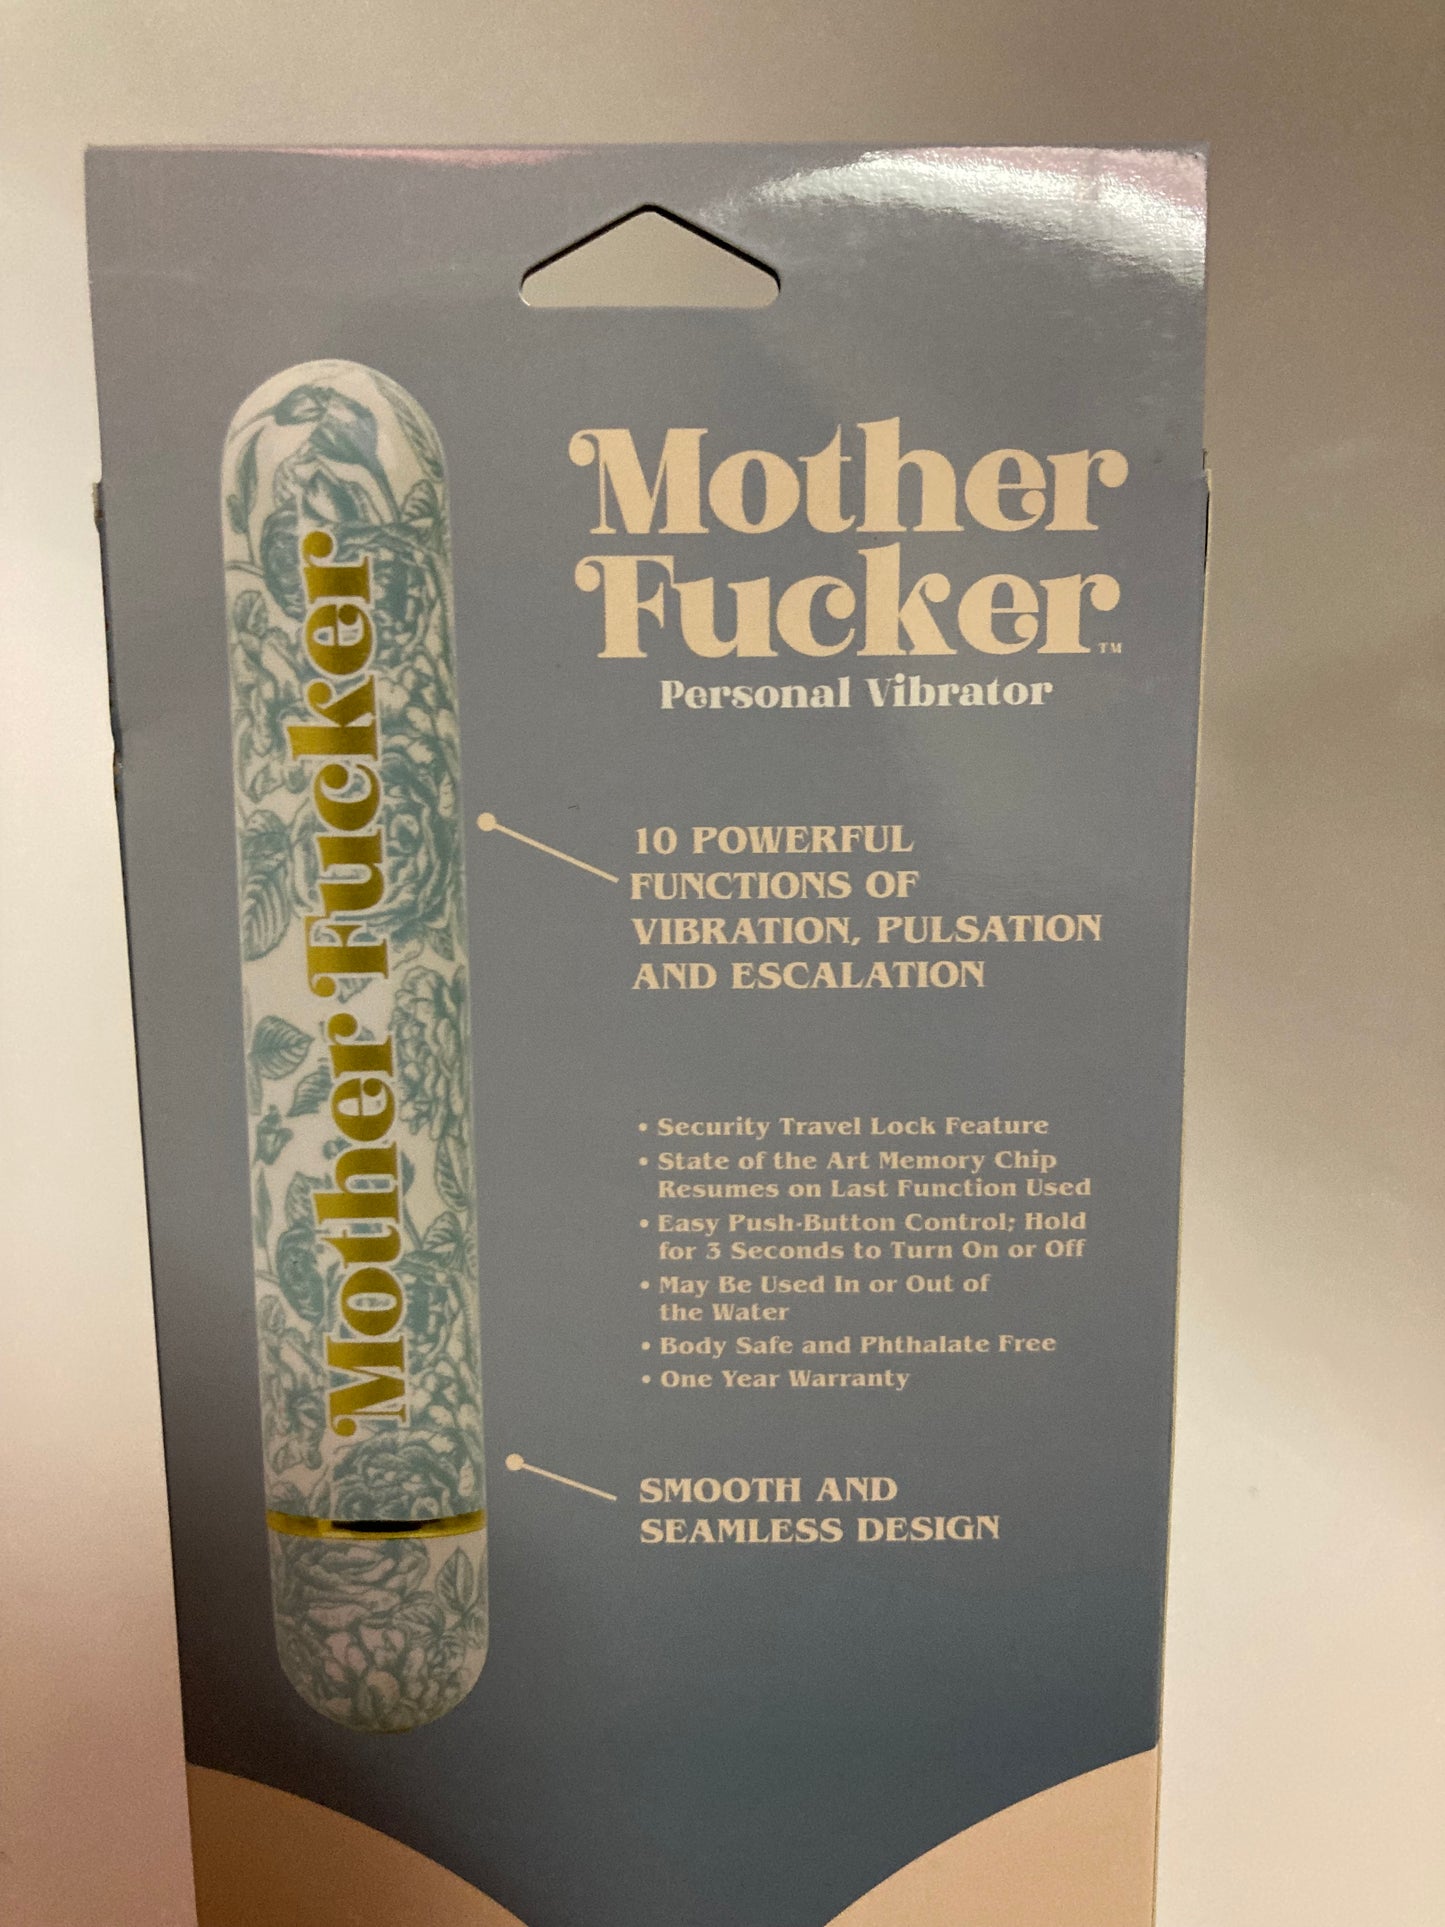 Mother Fucker
Mother
Fucker™
Personal Vibrator
10 POWERFUL
FUNCTIONS OF
VIBRATION, PULSATION
AND ESCALATION
• Security Travel Lock Feature
• State of the Art Memory Chip
Resumes on Last Function Used
• Easy Push-Button Control; Hold
for 3 Seconds to Turn On or Off
• May Be Used In or Out of
the Water
• Body Safe and Phthalate Free
• One Year Warranty
SMOOTH AND
SEAMLESS DESIGN